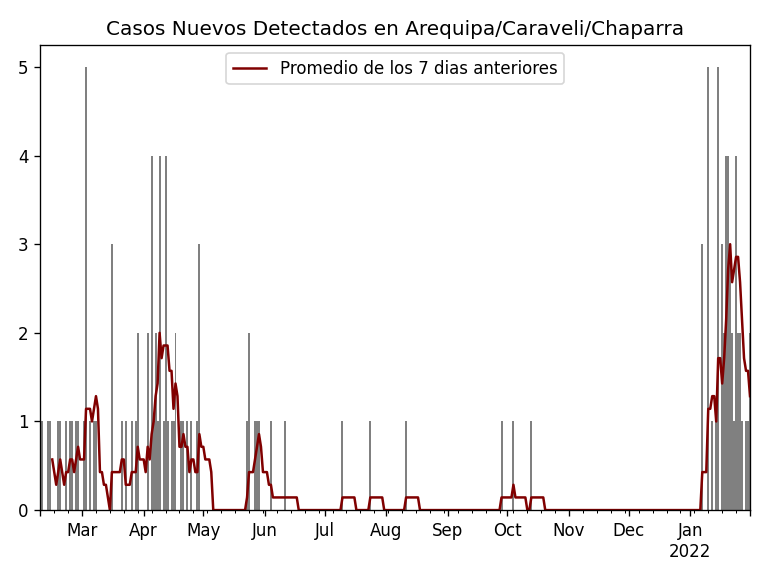 Casos Nuevos Detectados en Arequipa/Caraveli/Chaparra
Promedio de los 7 dias anteriores
5
4
3
2
1
0
Mar Apr May Jun Jul Aug Sep Oct Nov Dec Jan
2022